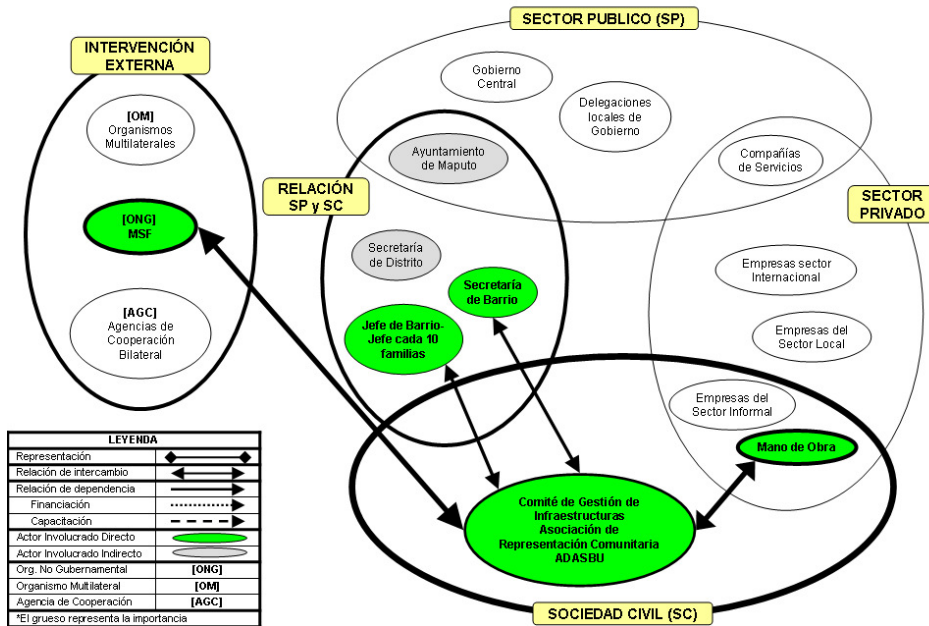 SECTOR PUBLICO (SP)
INTERVENCIÓN
EXTERNA
Gobierno
Central
Delegaciones
locales de
Gobierno
[OM]
Organismos
Multilaterales
Ayuntamiento
de Maputo
Compañías
de Servicios
RELACIÓN
SP y SC
SECTOR
PRIVADO
[ONG]
MSF
Secretaría
de Distrito
Secretaría
de Barrio
Empresas sector
Internacional
[AGC]
Agencias de
Cooperación
Bilateral
Jefe de Barrio-
Jefe cada 10
familias
Empresas del
Sector Local
Empresas del
Sector Informal
Mano de Obra
Comité de Gestión de
Infraestructuras
Asociación de
Representación Comunitaria
ADASBU
SOCIEDAD CIVIL (SC)
LEYENDA
Representación
Relación de intercambio
Relación de dependencia
Financiación
Capacitación
Actor Involucrado Directo
Actor Involucrado Indirecto
Org. No Gubernamental [ONG]
Organismo Multilateral [OM]
Agencia de Cooperación [AGC]
*El grueso representa la importancia